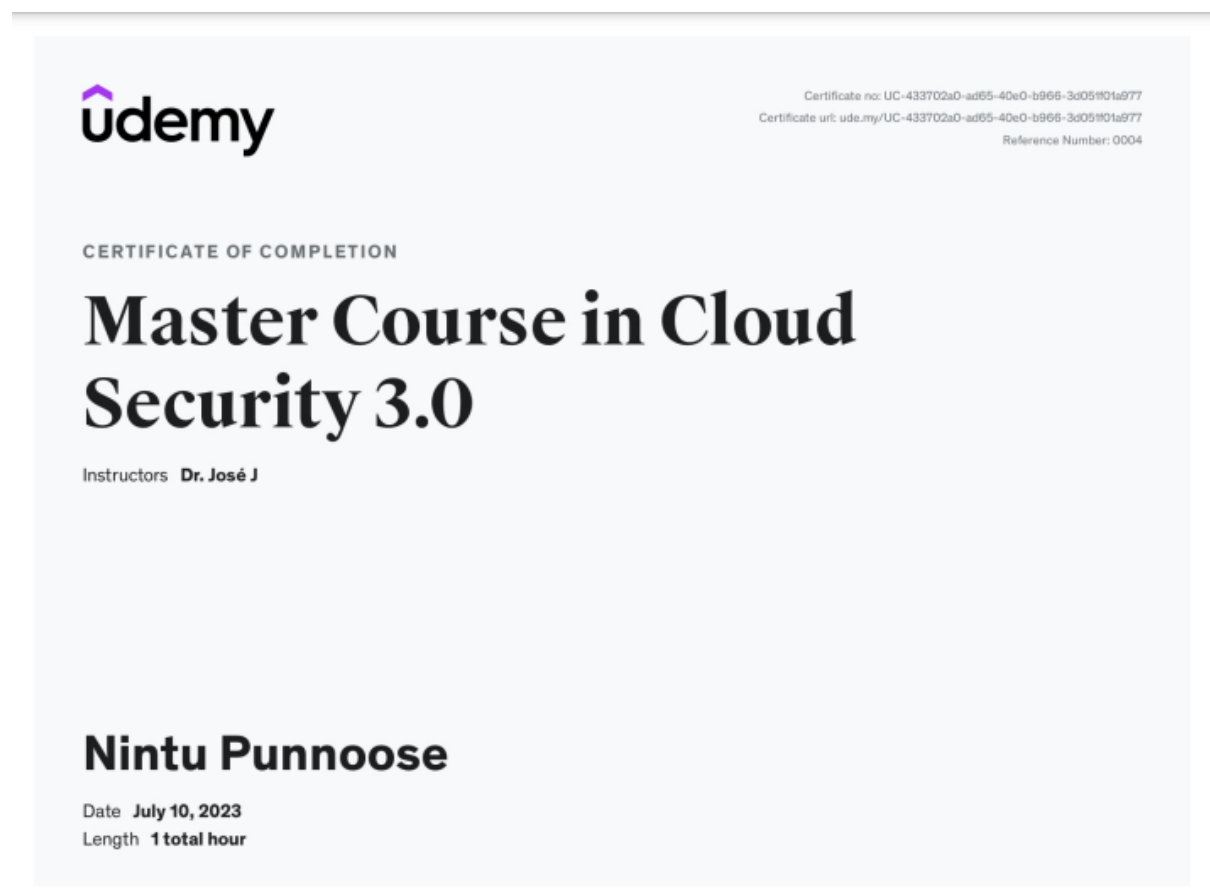 udemy
Certificate no: UC-433702a0-ad65-40e0-b966-3d051f01a977
Certificate url: ude.my/UC-433702a0-ad65-40e0-b966-3d051f01a977
Reference Number: 0004
CERTIFICATE OF COMPLETION
Master Course in Cloud
Security 3.0
Instructors Dr. José J
Nintu Punnoose
Date July 10, 2023
Length 1 total hour